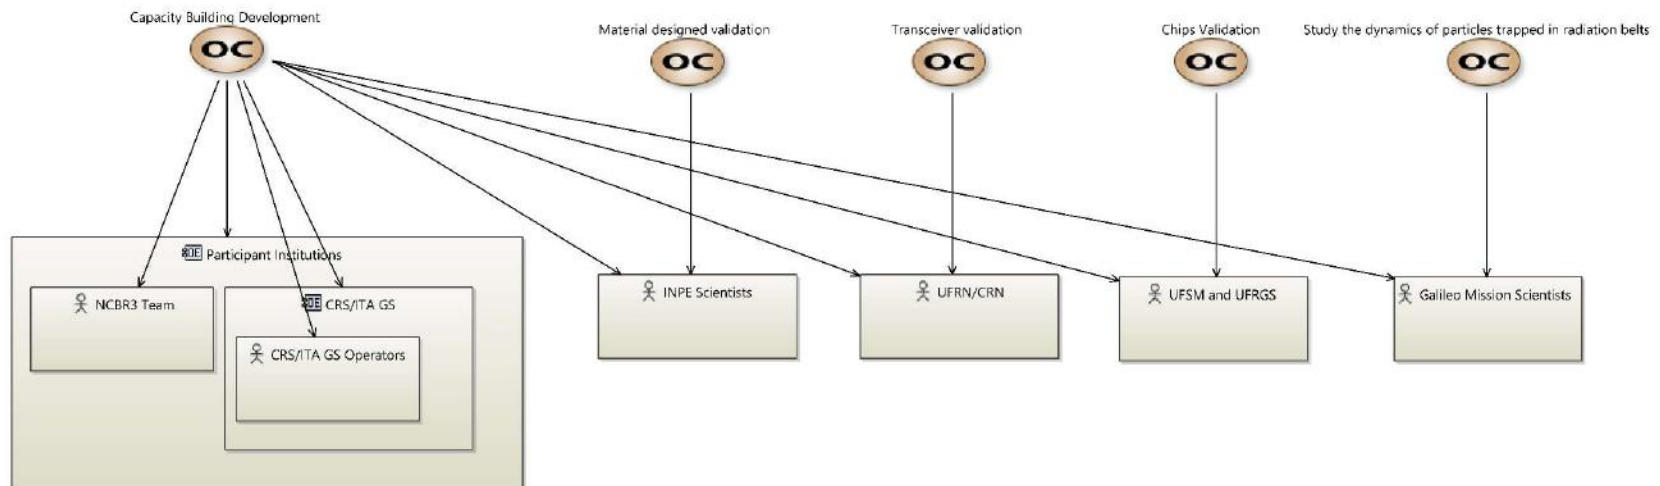 Capacity Building Development
OC
Material designed validation
OC
Transceiver validation
OC
Chips Validation
OC
Study the dynamics of particles trapped in radiation belts
OC
OE Participant Institutions
NCBR3 Team
OE CRS/ITA GS
CRS/ITA GS Operators
INPE Scientists
UFRN/CRN
UFSM and UFRGS
Galileo Mission Scientists